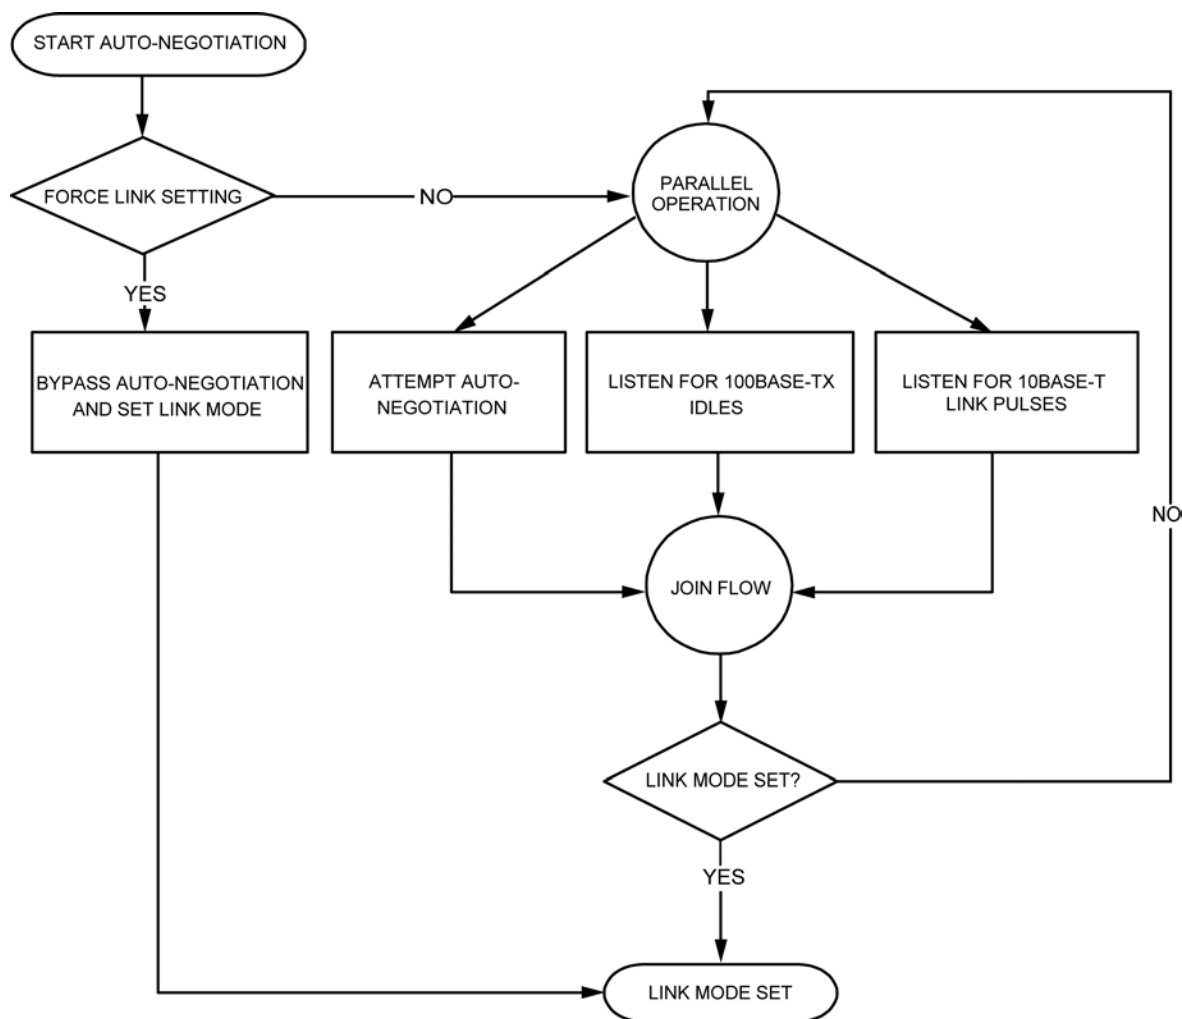 START AUTO-NEGOTIATION
FORCE LINK SETTING
NO
PARALLEL
OPERATION
YES
BYPASS AUTO-NEGOTIATION
AND SET LINK MODE
ATTEMPT AUTO-
NEGOTIATION
LISTEN FOR 100BASE-TX
IDLES
LISTEN FOR 10BASE-T
LINK PULSES
NO
JOIN FLOW
LINK MODE SET?
YES
LINK MODE SET